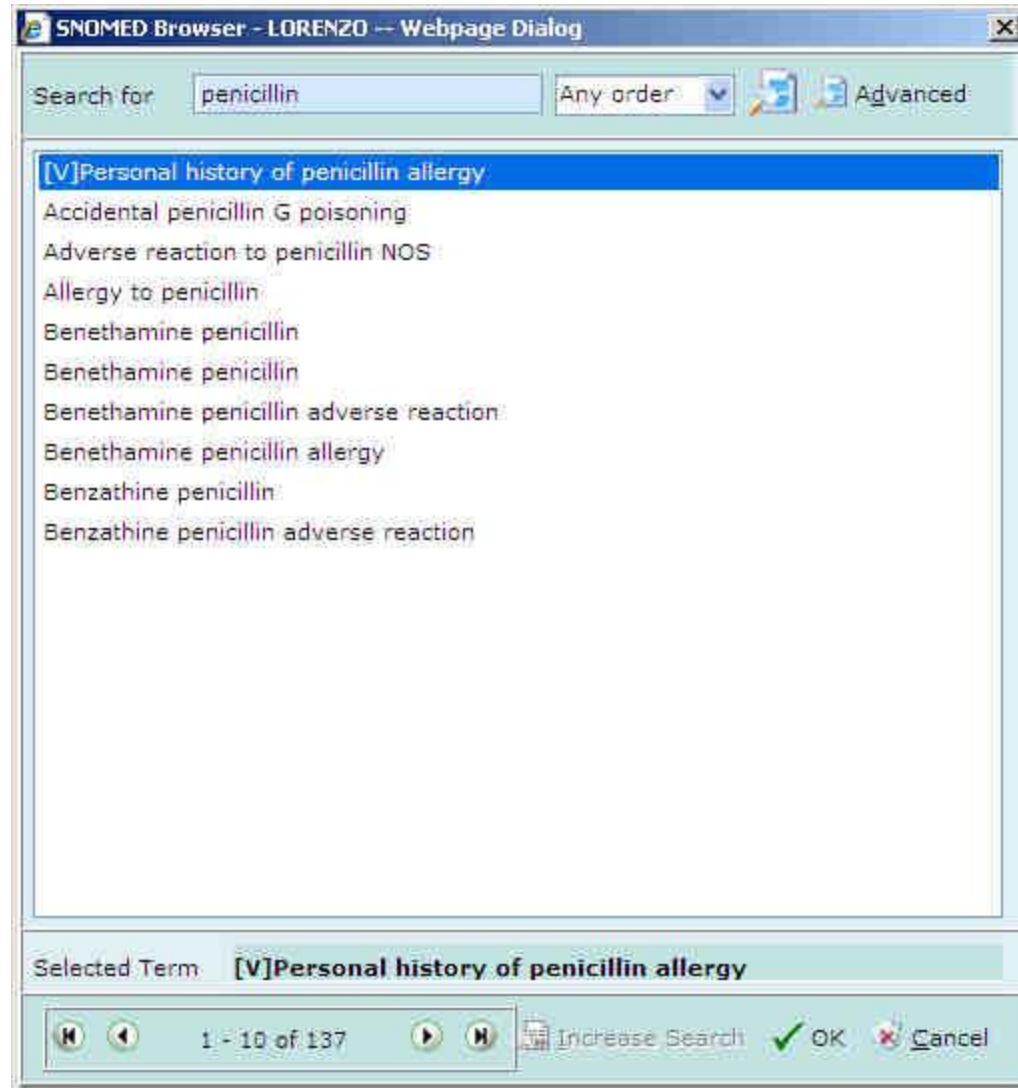 SNOMED Browser - LORENZO -- Webpage Dialog
Search for penicillin Any order Advanced
[V]Personal history of penicillin allergy
Accidental penicillin G poisoning
Adverse reaction to penicillin NOS
Allergy to penicillin
Benethamine penicillin
Benethamine penicillin
Benethamine penicillin adverse reaction
Benethamine penicillin allergy
Benzathine penicillin
Benzathine penicillin adverse reaction
Selected Term [V]Personal history of penicillin allergy
1 - 10 of 137 Increase Search OK Cancel